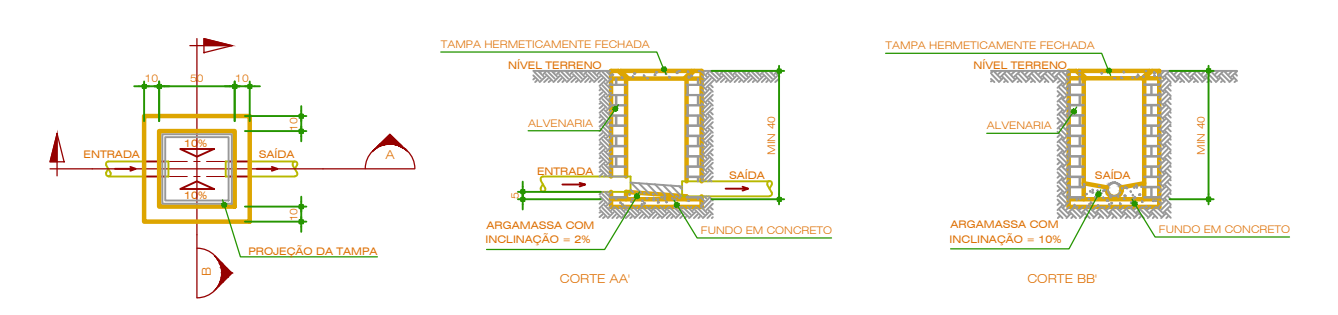 10 50 10
10
10%
ENTRADA
SAÍDA
A
10%
10
PROJEÇÃO DA TAMPA
B
TAMPA HERMETICAMENTE FECHADA
NÍVEL TERRENO
ALVENARIA
MIN 40
ENTRADA
SAÍDA
5
ARGAMASSA COM
INCLINAÇÃO = 2%
FUNDO EM CONCRETO
CORTE AA'
TAMPA HERMETICAMENTE FECHADA
NÍVEL TERRENO
ALVENARIA
MIN 40
SAÍDA
ARGAMASSA COM
INCLINAÇÃO = 10%
FUNDO EM CONCRETO
CORTE BB'